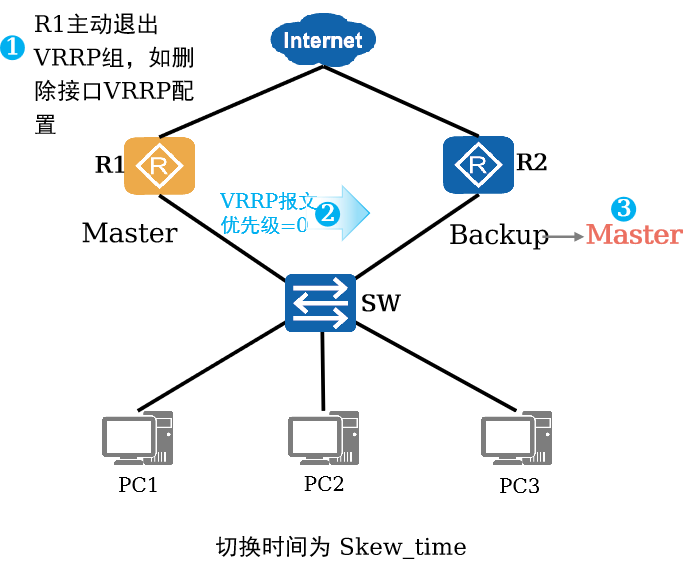 1
R1主动退出
VRRP组，如删
除接口VRRP配
置
Internet
R
R1
R
R2
VRRP报文
优先级=0
2
3
Master
Backup
Master
SW
PC1
PC2
PC3
切换时间为 Skew_time